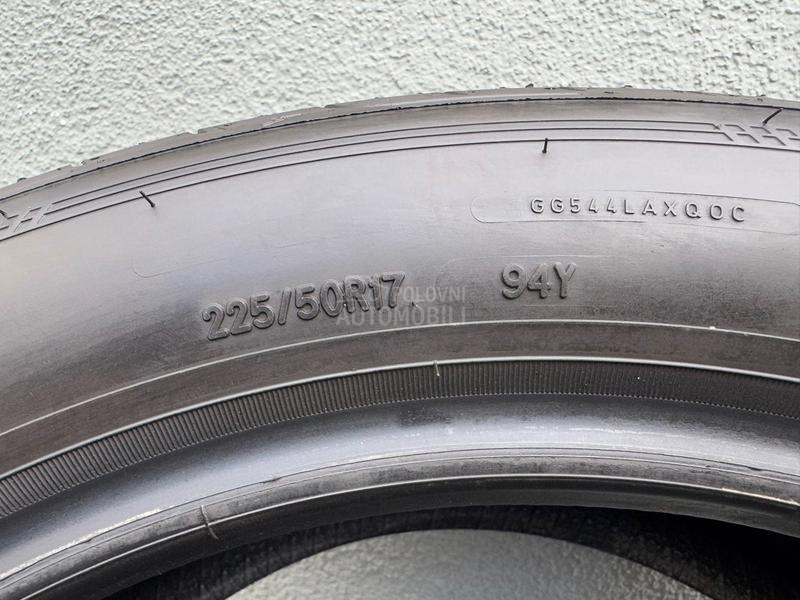 GG544LAXQOC
225/50R17 94Y
POLOVNI
AUTOMOBILI